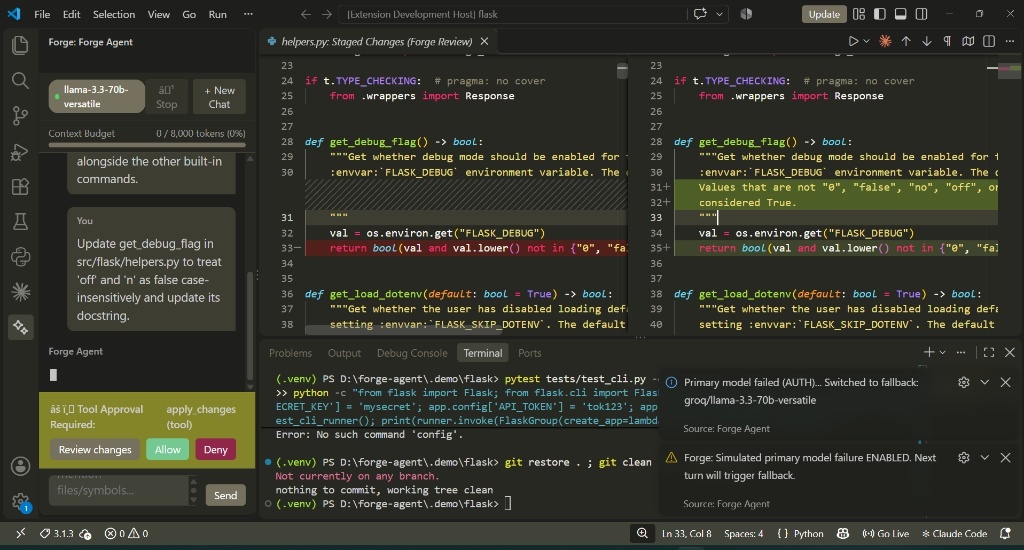 File Edit Selection View Go Run ···
[Extension Development Host] flask
Update
Forge: Forge Agent
llama-3.3-70b-versatile
Stop
+ New Chat
Context Budget 0 / 8,000 tokens (0%)
alongside the other built-in
commands.
You
Update get_debug_flag in
src/flask/helpers.py to treat
'off' and 'n' as false case-
insensitively and update its
docstring.
Forge Agent
Tool Approval Required:
apply_changes (tool)
Review changes Allow Deny
files/symbols...
Send
helpers.py: Staged Changes (Forge Review)
23
24 if t.TYPE_CHECKING: # pragma: no cover
25 from .wrappers import Response
26
27
28 def get_debug_flag() -> bool:
29 """Get whether debug mode should be enabled for
30 :envvar:`FLASK_DEBUG` environment variable. The
31 """
32 val = os.environ.get("FLASK_DEBUG")
33− return bool(val and val.lower() not in {"0", "fa
34
35
36 def get_load_dotenv(default: bool = True) -> bool:
37 """Get whether the user has disabled loading
38 setting :envvar:`FLASK_SKIP_DOTENV`. The default
23
24 if t.TYPE_CHECKING: # pragma: no cover
25 from .wrappers import Response
26
27
28 def get_debug_flag() -> bool:
29 """Get whether debug mode should be enabled for
30 :envvar:`FLASK_DEBUG` environment variable. The
31+ Values that are not "0", "false", "no", "off", or
32+ considered True.
33 """
34 val = os.environ.get("FLASK_DEBUG")
35+ return bool(val and val.lower() not in {"0", "fal
36
37
38 def get_load_dotenv(default: bool = True) -> bool:
39 """Get whether the user has disabled loading
40 setting :envvar:`FLASK_SKIP_DOTENV`. The default
Problems Output Debug Console Terminal Ports
(.venv) PS D:\forge-agent\.demo\flask> pytest tests/test_cli.py
>> python -c "from flask import Flask; from flask.cli import Flas
ECRET_KEY'] = 'mysecret'; app.config['API_TOKEN'] = 'tok123'; app
est_cli_runner(); print(runner.invoke(FlaskGroup(create_app=lambd
Error: No such command 'config'.
(.venv) PS D:\forge-agent\.demo\flask> git restore . ; git clean
Not currently on any branch.
nothing to commit, working tree clean
(.venv) PS D:\forge-agent\.demo\flask>
Primary model failed (AUTH)... Switched to fallback:
groq/llama-3.3-70b-versatile
Source: Forge Agent
Forge: Simulated primary model failure ENABLED. Next
turn will trigger fallback.
Source: Forge Agent
1
3.1.3 0 0 Ln 33, Col 8 Spaces: 4 { } Python Go Live Claude Code